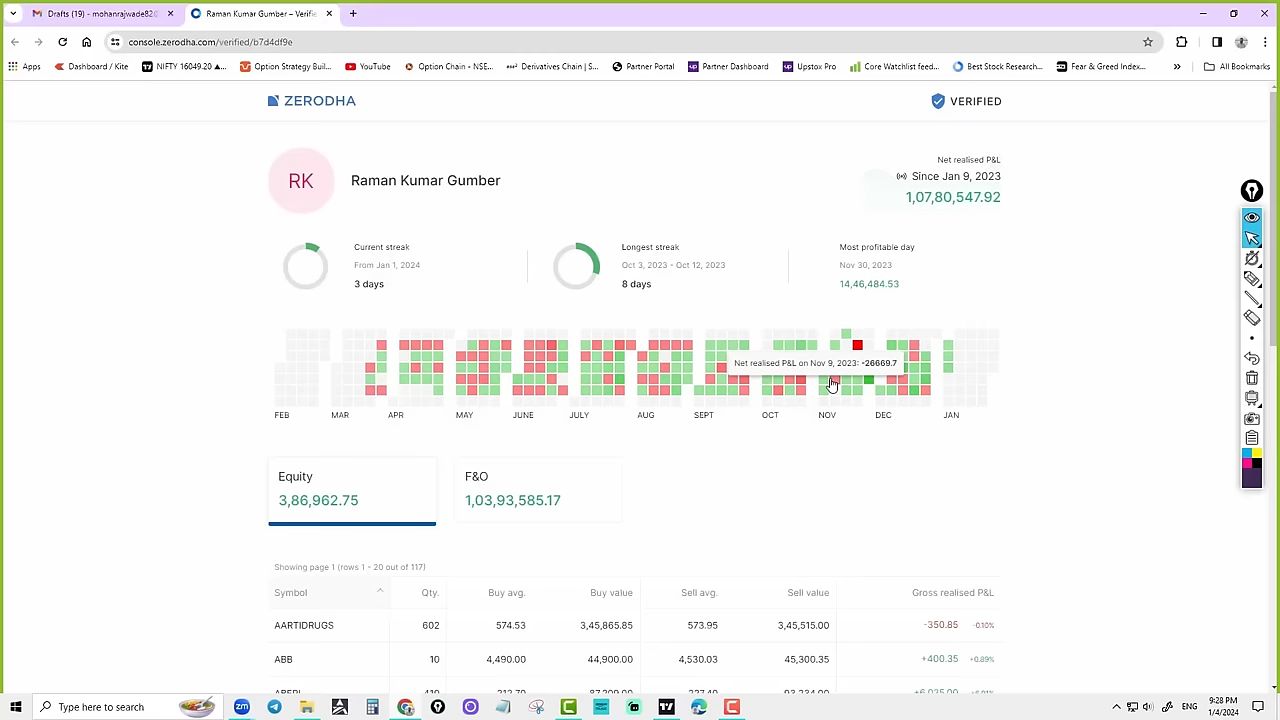 Drafts (19) - mohanrajwade82@
Raman Kumar Gumber – Verifie
console.zerodha.com/verified/b7d4df9e
Apps
Dashboard / Kite
NIFTY 16049.20 ▲...
Option Strategy Buil...
YouTube
Option Chain - NSE...
Derivatives Chain | S...
Partner Portal
Partner Dashboard
Upstox Pro
Core Watchlist feed...
Best Stock Research...
Fear & Greed Index...
»
All Bookmarks
ZERODHA
VERIFIED
RK
Raman Kumar Gumber
Net realised P&L
Since Jan 9, 2023
1,07,80,547.92
Current streak
From Jan 1, 2024
3 days
Longest streak
Oct 3, 2023 - Oct 12, 2023
8 days
Most profitable day
Nov 30, 2023
14,46,484.53
Net realised P&L on Nov 9, 2023: -26669.7
FEB MAR APR MAY JUNE JULY AUG SEPT OCT NOV DEC JAN
Equity
3,86,962.75
F&O
1,03,93,585.17
Showing page 1 (rows 1 - 20 out of 117)
Symbol Qty. Buy avg. Buy value Sell avg. Sell value Gross realised P&L
AARTIDRUGS 602 574.53 3,45,865.85 573.95 3,45,515.00 -350.85 -0.10%
ABB 10 4,490.00 44,900.00 4,530.03 45,300.35 +400.35 +0.89%
Type here to search
zm
ENG
9:28 PM
1/4/2024